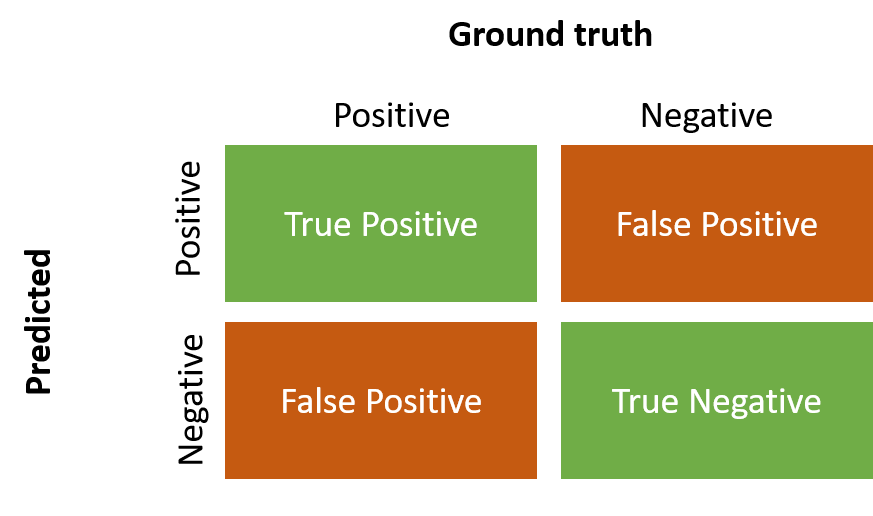 Ground truth
Positive
Negative
Predicted
Positive
True Positive
False Positive
Negative
False Positive
True Negative